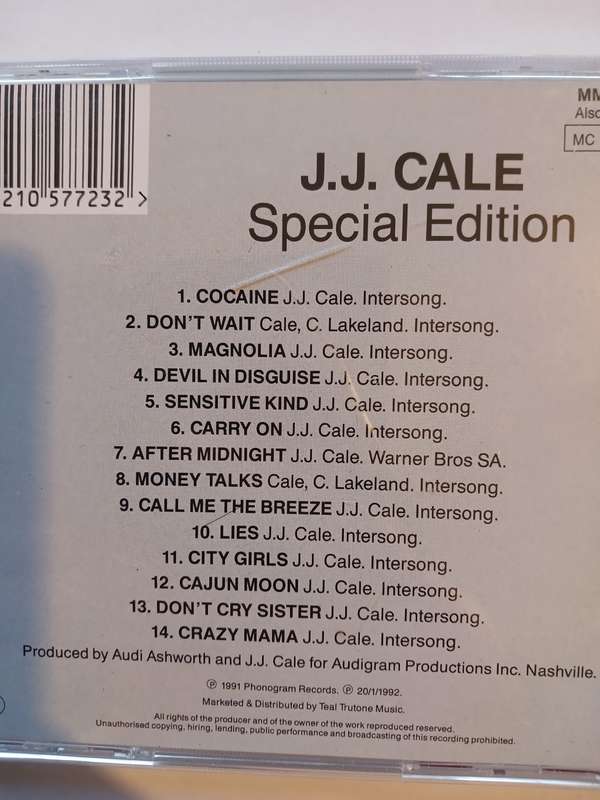 MM
Also
MC
210 577232 >
J.J. CALE
Special Edition
1. COCAINE J.J. Cale. Intersong.
2. DON'T WAIT Cale, C. Lakeland. Intersong.
3. MAGNOLIA J.J. Cale. Intersong.
4. DEVIL IN DISGUISE J.J. Cale. Intersong.
5. SENSITIVE KIND J.J. Cale. Intersong.
6. CARRY ON J.J. Cale. Intersong.
7. AFTER MIDNIGHT J.J. Cale. Warner Bros SA.
8. MONEY TALKS Cale, C. Lakeland. Intersong.
9. CALL ME THE BREEZE J.J. Cale. Intersong.
10. LIES J.J. Cale. Intersong.
11. CITY GIRLS J.J. Cale. Intersong.
12. CAJUN MOON J.J. Cale. Intersong.
13. DON'T CRY SISTER J.J. Cale. Intersong.
14. CRAZY MAMA J.J. Cale. Intersong.
Produced by Audi Ashworth and J.J. Cale for Audigram Productions Inc. Nashville.
℗ 1991 Phonogram Records. ℗ 20/1/1992.
Marketed & Distributed by Teal Trutone Music.
All rights of the producer and of the owner of the work reproduced reserved.
Unauthorised copying, hiring, lending, public performance and broadcasting of this recording prohibited.